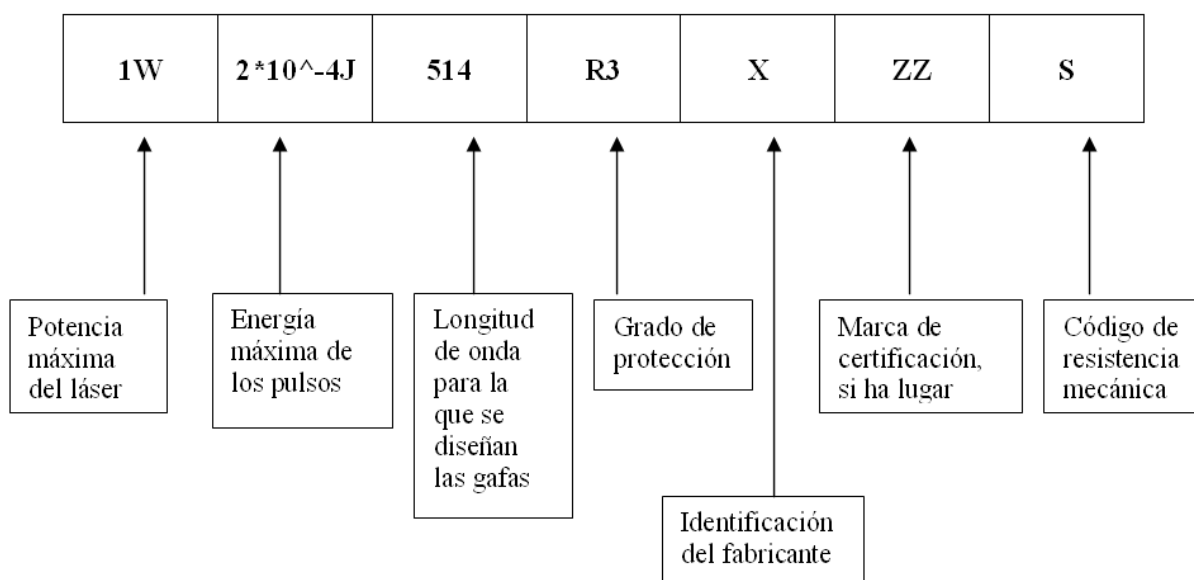 1W 2*10^-4J 514 R3 X ZZ S
Potencia
máxima
del láser
Energía
máxima de
los pulsos
Longitud
de onda
para la
que se
diseñan
las gafas
Grado de
protección
Identificación
del fabricante
Marca de
certificación,
si ha lugar
Código de
resistencia
mecánica